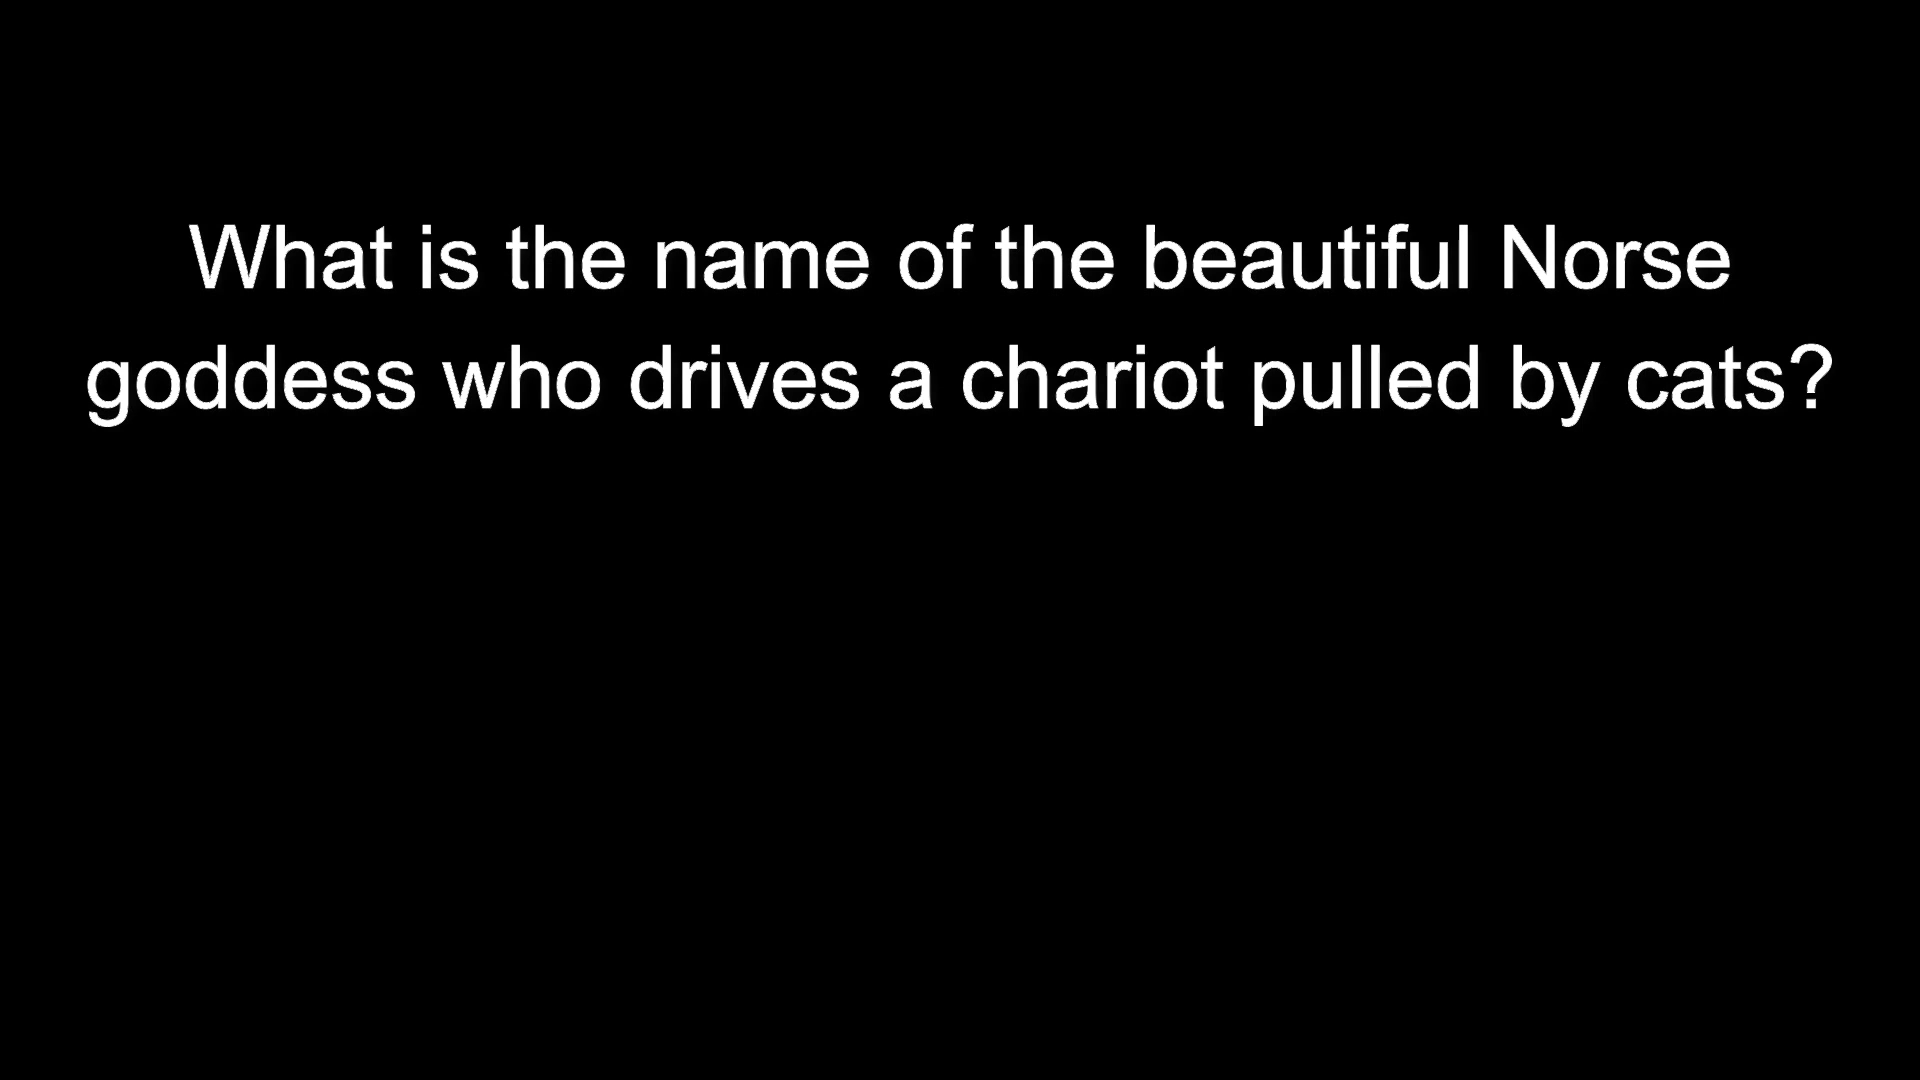 What is the name of the beautiful Norse
goddess who drives a chariot pulled by cats?